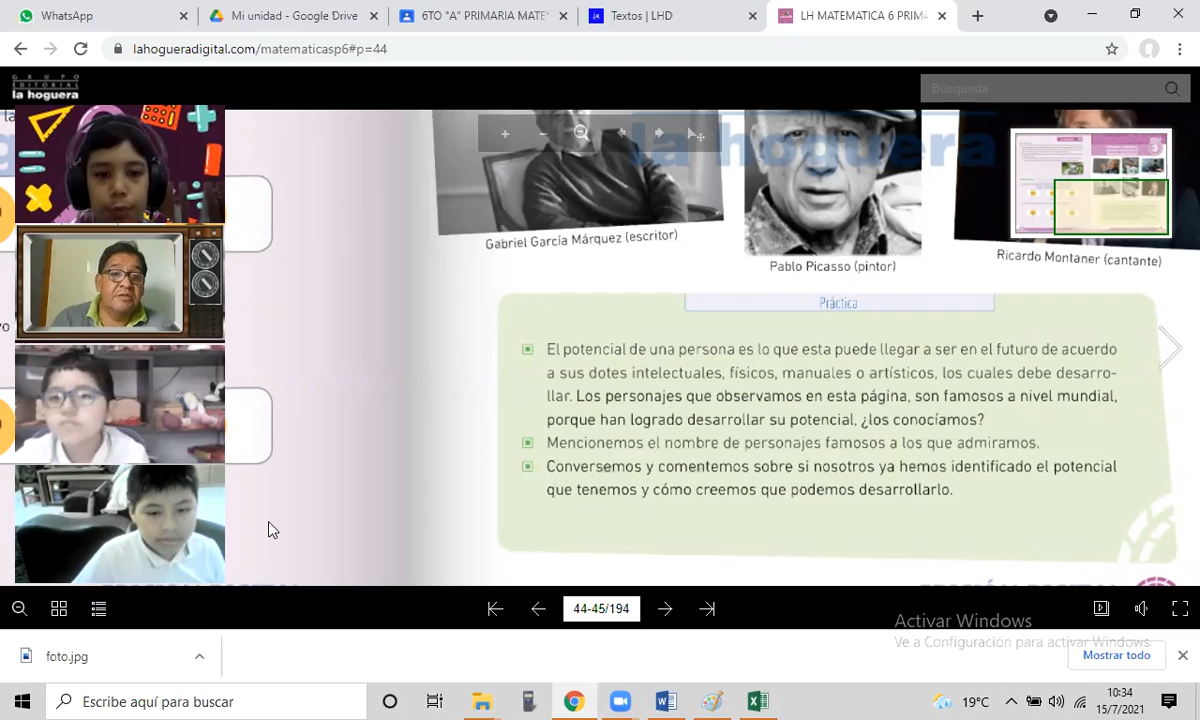 WhatsApp
Mi unidad - Google Drive
6TO "A" PRIMARIA MATE
Textos | LHD
LH MATEMATICA 6 PRIMA
lahogueradigital.com/matematicasp6#p=44
GRUPO
EDITORIAL
la hoguera
Búsqueda
la hoguera
Gabriel García Márquez (escritor)
Pablo Picasso (pintor)
Ricardo Montaner (cantante)
Práctica
El potencial de una persona es lo que esta puede llegar a ser en el futuro de acuerdo
a sus dotes intelectuales, físicos, manuales o artísticos, los cuales debe desarro-
llar. Los personajes que observamos en esta página, son famosos a nivel mundial,
porque han logrado desarrollar su potencial, ¿los conocíamos?
Mencionemos el nombre de personajes famosos a los que admiramos.
Conversemos y comentemos sobre si nosotros ya hemos identificado el potencial
que tenemos y cómo creemos que podemos desarrollarlo.
44-45/194
Activar Windows
Ve a Configuración para activar Windows.
foto.jpg
Mostrar todo
Escribe aquí para buscar
19°C
10:34
15/7/2021